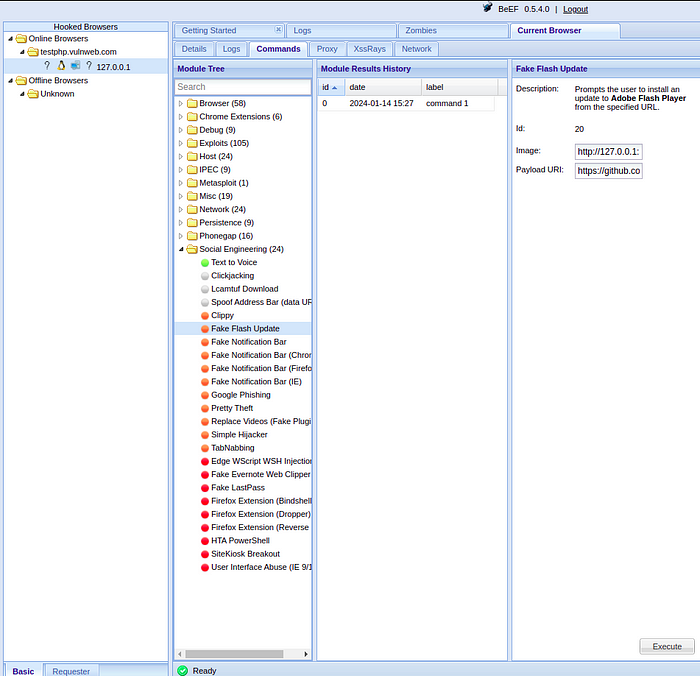 BeEF 0.5.4.0 | Logout
Hooked Browsers
Online Browsers
testphp.vulnweb.com
? ? 127.0.0.1
Offline Browsers
Unknown
Basic Requester
Getting Started Logs Zombies Current Browser
Details Logs Commands Proxy XssRays Network
Module Tree
Search
Browser (58)
Chrome Extensions (6)
Debug (9)
Exploits (105)
Host (24)
IPEC (9)
Metasploit (1)
Misc (19)
Network (24)
Persistence (9)
Phonegap (16)
Social Engineering (24)
Text to Voice
Clickjacking
Lcamtuf Download
Spoof Address Bar (data UR
Clippy
Fake Flash Update
Fake Notification Bar
Fake Notification Bar (Chror
Fake Notification Bar (Firefo
Fake Notification Bar (IE)
Google Phishing
Pretty Theft
Replace Videos (Fake Plugi
Simple Hijacker
TabNabbing
Edge WScript WSH Injection
Fake Evernote Web Clipper
Fake LastPass
Firefox Extension (Bindshell
Firefox Extension (Dropper)
Firefox Extension (Reverse
HTA PowerShell
SiteKiosk Breakout
User Interface Abuse (IE 9/1
Module Results History
id date label
0 2024-01-14 15:27 command 1
Fake Flash Update
Description: Prompts the user to install an
update to Adobe Flash Player
from the specified URL.
Id: 20
Image: http://127.0.0.1:
Payload URI: https://github.co
Execute
Ready